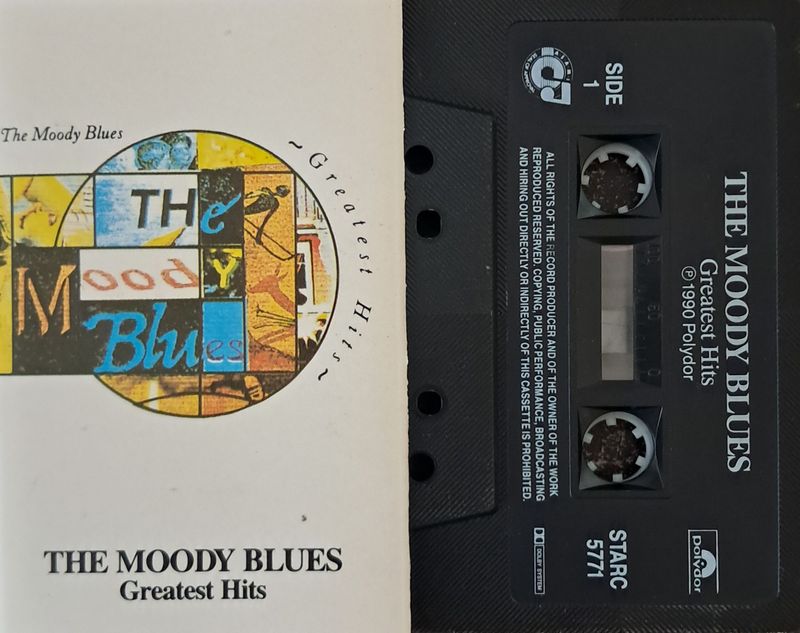 The Moody Blues
~ Greatest Hits ~
THe
MooDY
Blues
THE MOODY BLUES
Greatest Hits
SIDE
1
THE MOODY BLUES
Greatest Hits
℗ 1990 Polydor
ALL RIGHTS OF THE RECORD PRODUCER AND OF THE OWNER OF THE WORK
REPRODUCED RESERVED. COPYING, PUBLIC PERFORMANCE, BROADCASTING
AND HIRING OUT DIRECTLY OR INDIRECTLY OF THIS CASSETTE IS PROHIBITED.
STARC
5771
DOLBY SYSTEM
polydor